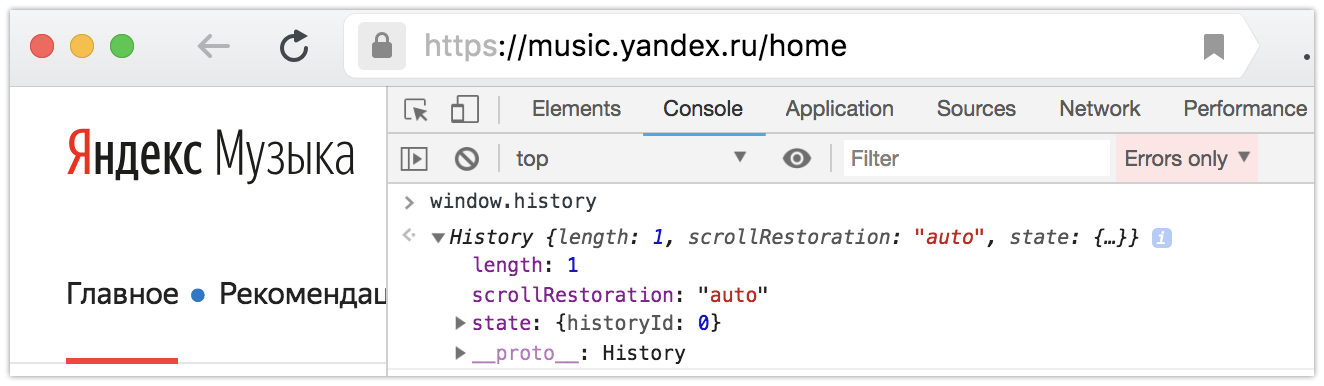 https://music.yandex.ru/home
Яндекс Музыка
Главное Рекомендац
Elements Console Application Sources Network Performance
top Filter Errors only
window.history
History {length: 1, scrollRestoration: "auto", state: {…}} i
length: 1
scrollRestoration: "auto"
state: {historyId: 0}
__proto__: History